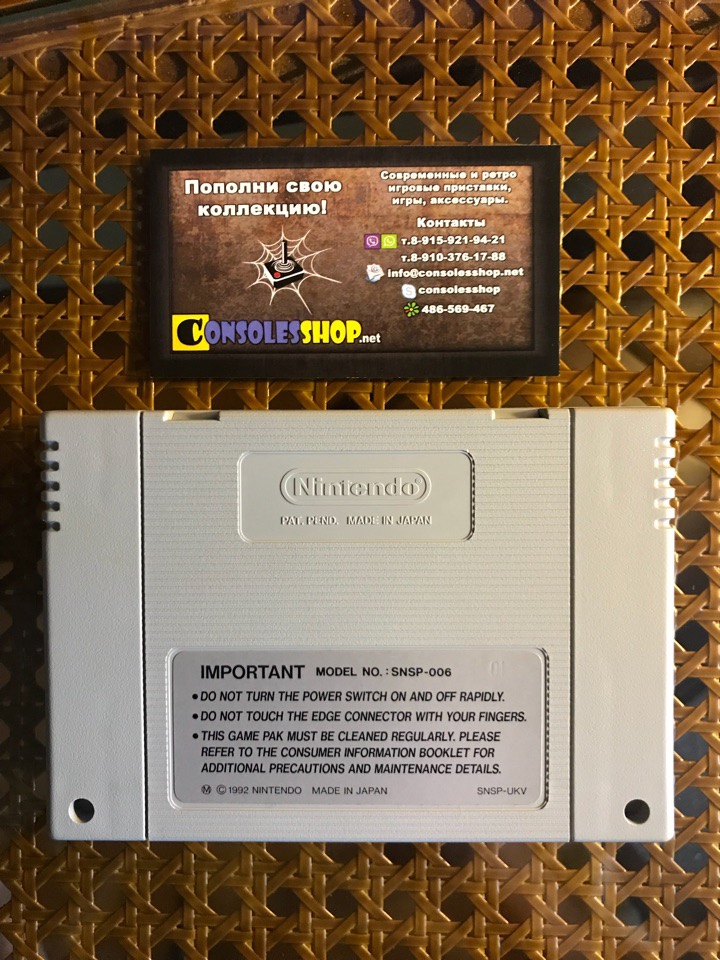 Пополни свою
коллекцию!
Современные и ретро
игровые приставки,
игры, аксессуары.
Контакты
т.8-915-921-94-21
т.8-910-376-17-88
info@consolesshop.net
consolesshop
486-569-467
CONSOLESSHOP.net
Nintendo®
PAT. PEND. MADE IN JAPAN
IMPORTANT MODEL NO. : SNSP-006
• DO NOT TURN THE POWER SWITCH ON AND OFF RAPIDLY.
• DO NOT TOUCH THE EDGE CONNECTOR WITH YOUR FINGERS.
• THIS GAME PAK MUST BE CLEANED REGULARLY. PLEASE
REFER TO THE CONSUMER INFORMATION BOOKLET FOR
ADDITIONAL PRECAUTIONS AND MAINTENANCE DETAILS.
Ⓜ ©1992 NINTENDO MADE IN JAPAN SNSP-UKV